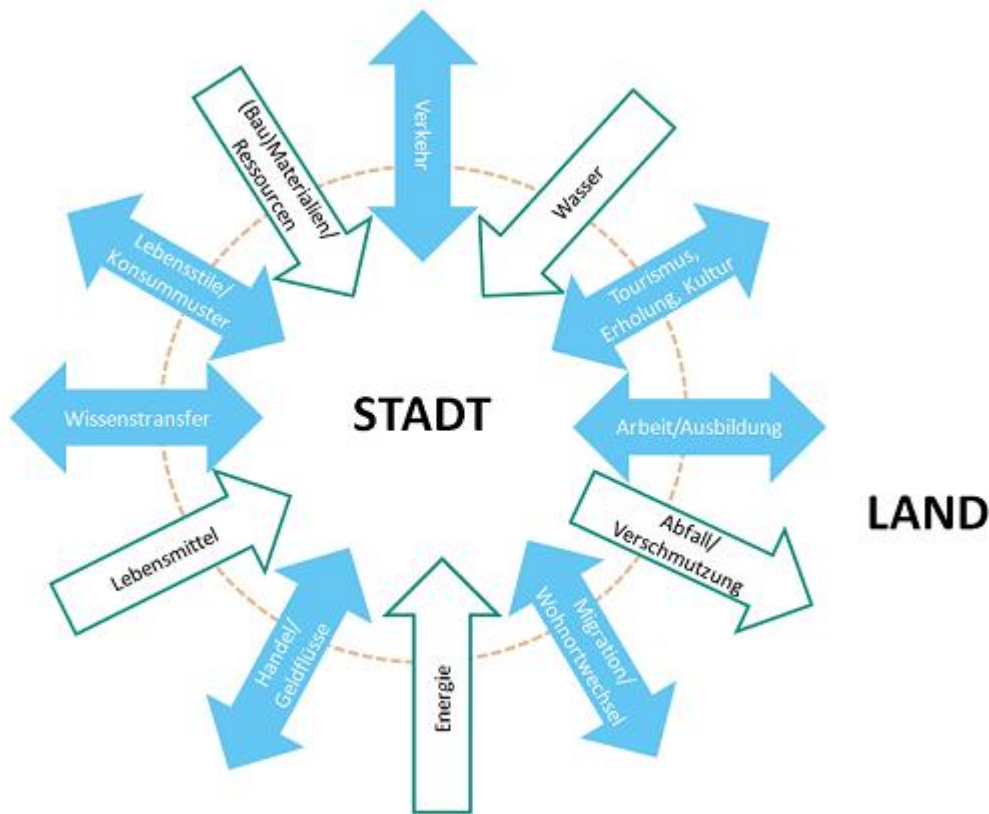 Verkehr
(Bau)Materialien/
Ressourcen
Wasser
Lebensstile/
Konsummuster
Tourismus,
Erholung, Kultur
Wissenstransfer
STADT
Arbeit/Ausbildung
LAND
Lebensmittel
Abfall/
Verschmutzung
Handel/
Geldflüsse
Energie
Migration/
Wohnortwechsel